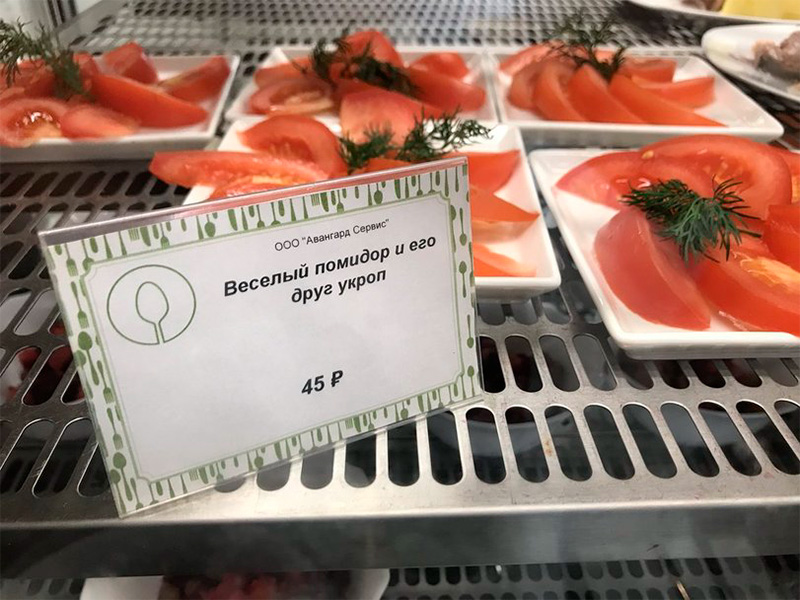 ООО "Авангард Сервис"
Веселый помидор и его
друг укроп
45 ₽